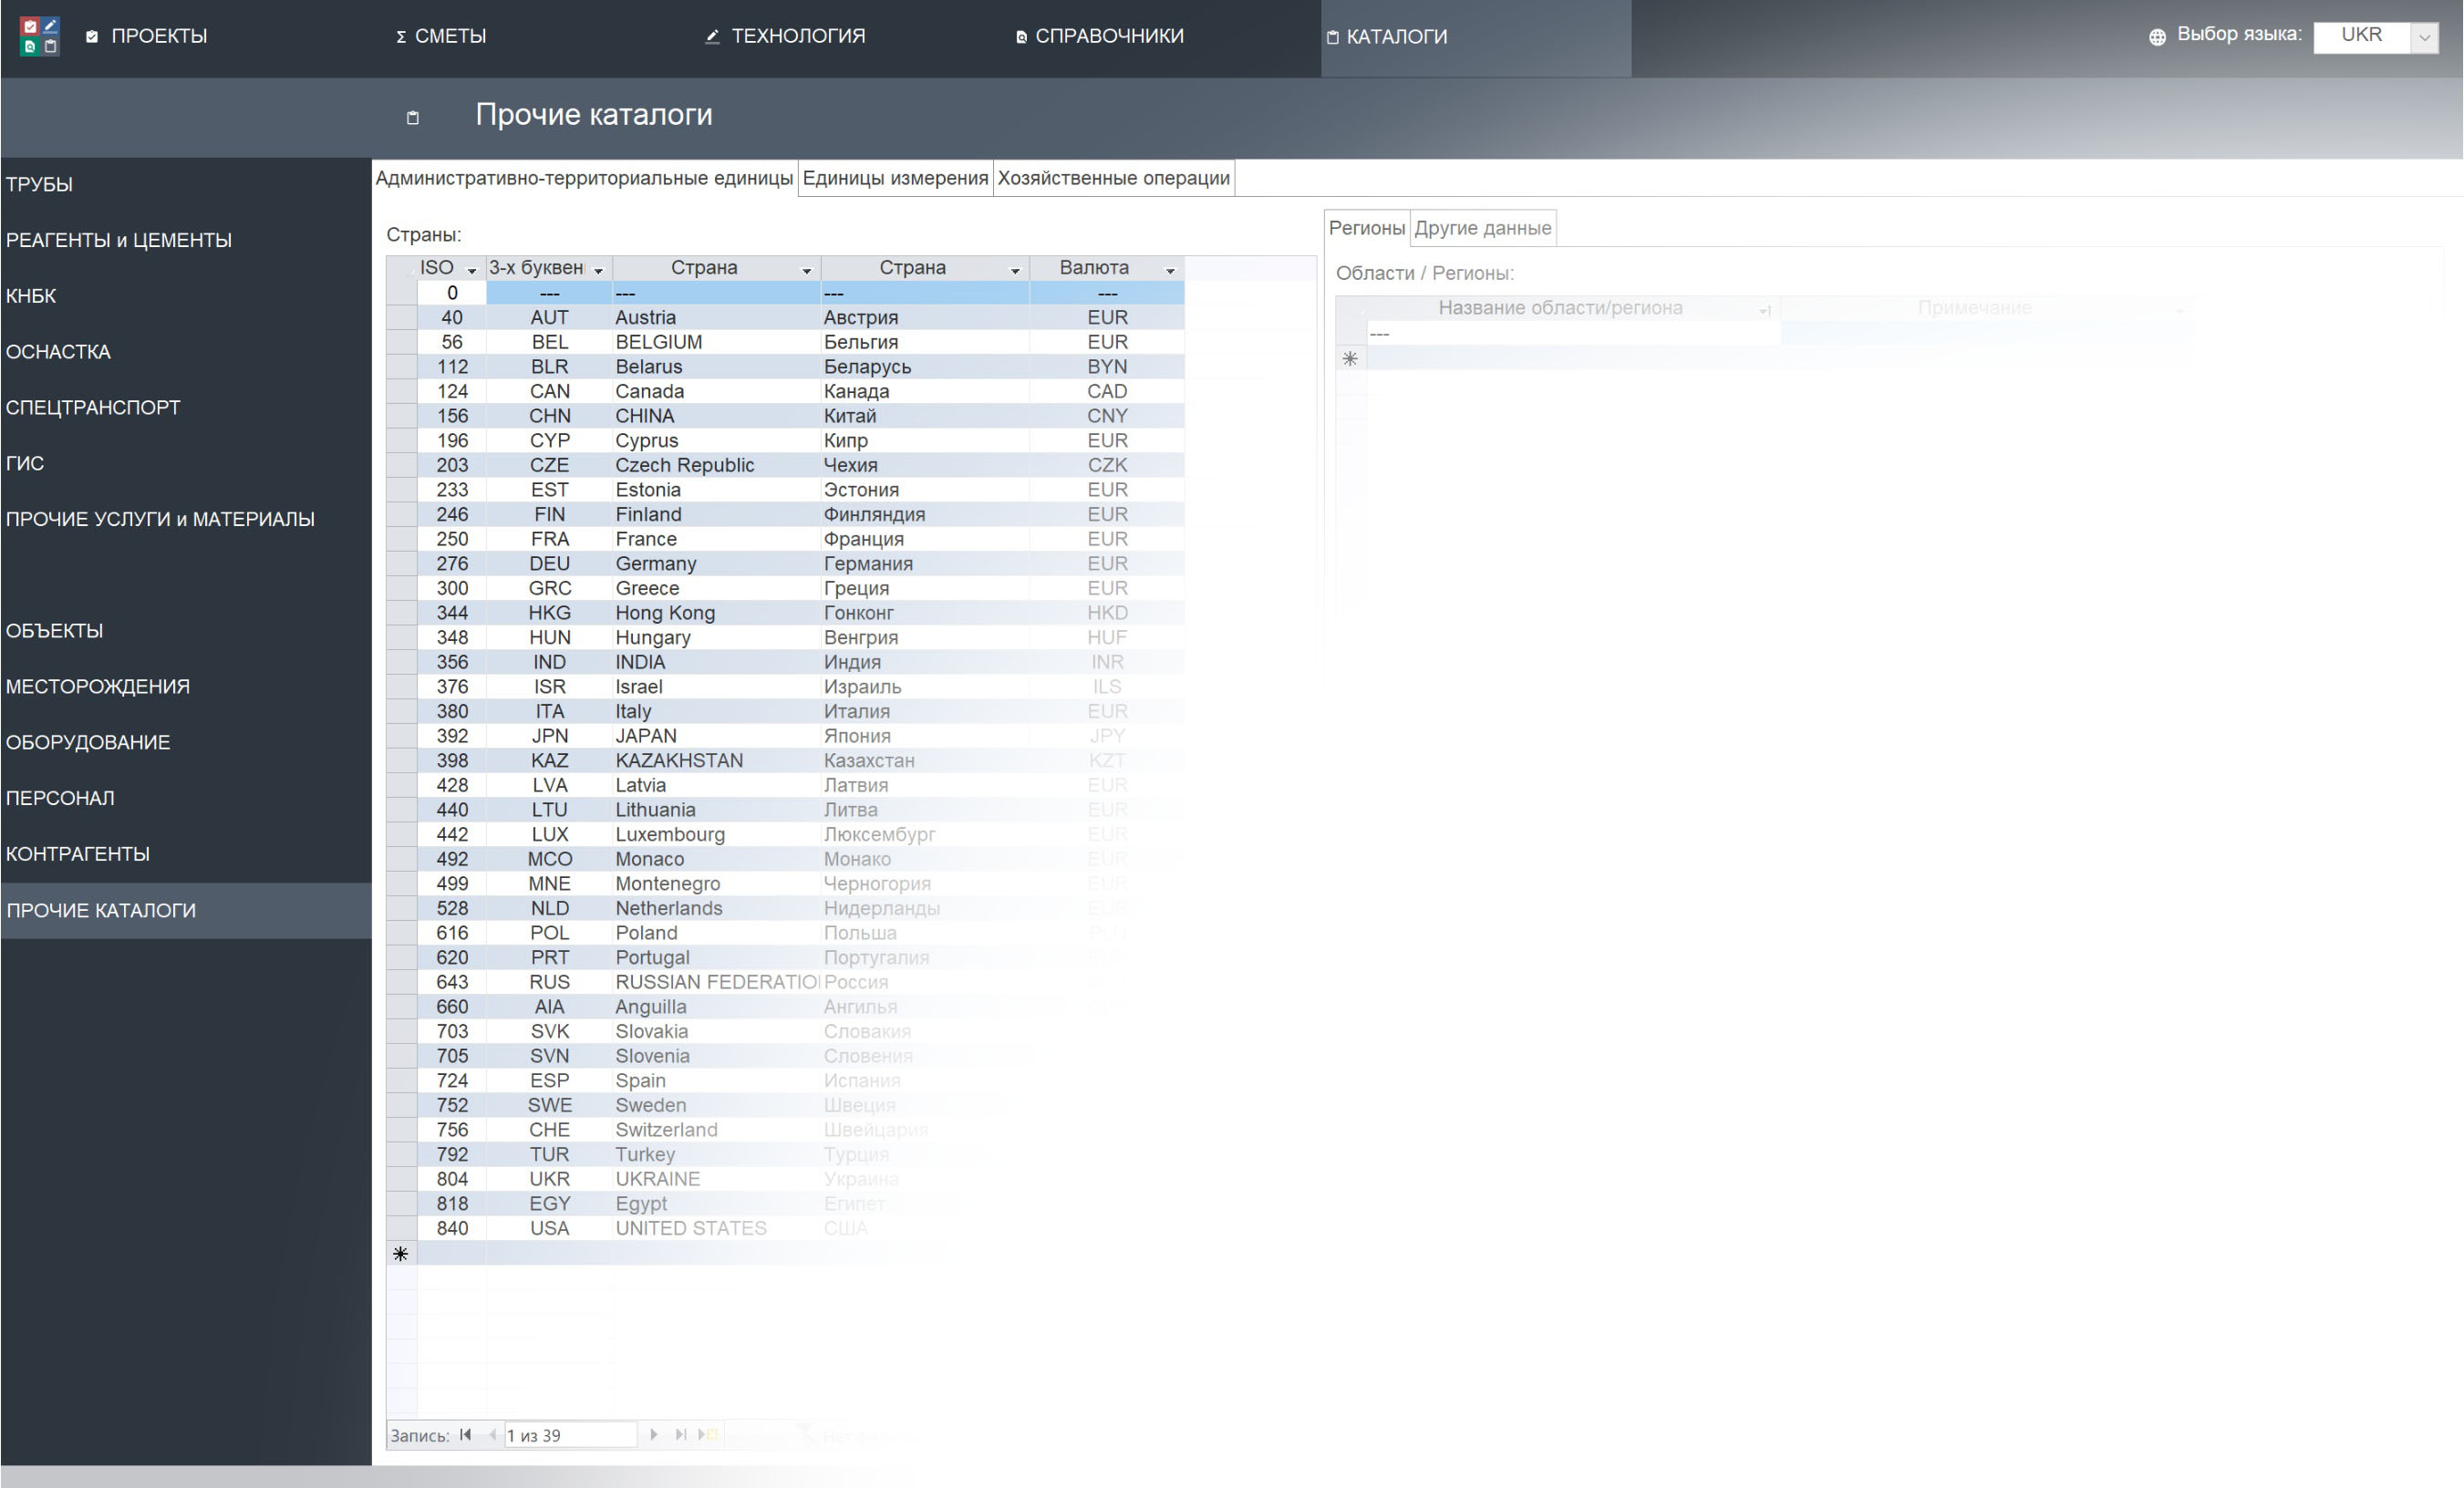 ПРОЕКТЫ Σ СМЕТЫ ТЕХНОЛОГИЯ СПРАВОЧНИКИ КАТАЛОГИ Выбор языка: UKR
Прочие каталоги
ТРУБЫ
РЕАГЕНТЫ и ЦЕМЕНТЫ
КНБК
ОСНАСТКА
СПЕЦТРАНСПОРТ
ГИС
ПРОЧИЕ УСЛУГИ и МАТЕРИАЛЫ
ОБЪЕКТЫ
МЕСТОРОЖДЕНИЯ
ОБОРУДОВАНИЕ
ПЕРСОНАЛ
КОНТРАГЕНТЫ
ПРОЧИЕ КАТАЛОГИ
Административно-территориальные единицы Единицы измерения Хозяйственные операции
Страны:
ISO 3-х буквен Страна Страна Валюта
0 --- --- --- ---
40 AUT Austria Австрия EUR
56 BEL BELGIUM Бельгия EUR
112 BLR Belarus Беларусь BYN
124 CAN Canada Канада CAD
156 CHN CHINA Китай CNY
196 CYP Cyprus Кипр EUR
203 CZE Czech Republic Чехия CZK
233 EST Estonia Эстония EUR
246 FIN Finland Финляндия EUR
250 FRA France Франция EUR
276 DEU Germany Германия EUR
300 GRC Greece Греция EUR
344 HKG Hong Kong Гонконг HKD
348 HUN Hungary Венгрия HUF
356 IND INDIA Индия INR
376 ISR Israel Израиль ILS
380 ITA Italy Италия EUR
392 JPN JAPAN Япония JPY
398 KAZ KAZAKHSTAN Казахстан KZT
428 LVA Latvia Латвия EUR
440 LTU Lithuania Литва EUR
442 LUX Luxembourg Люксембург EUR
492 MCO Monaco Монако EUR
499 MNE Montenegro Черногория EUR
528 NLD Netherlands Нидерланды EUR
616 POL Poland Польша
620 PRT Portugal Португалия
643 RUS RUSSIAN FEDERATIO Россия
660 AIA Anguilla Ангилья
703 SVK Slovakia Словакия
705 SVN Slovenia Словения
724 ESP Spain Испания
752 SWE Sweden Швеция
756 CHE Switzerland Швейцария
792 TUR Turkey Турция
804 UKR UKRAINE Украина
818 EGY Egypt Египет
840 USA UNITED STATES США
Запись: 1 из 39
Регионы Другие данные
Области / Регионы:
Название области/региона Примечание
---